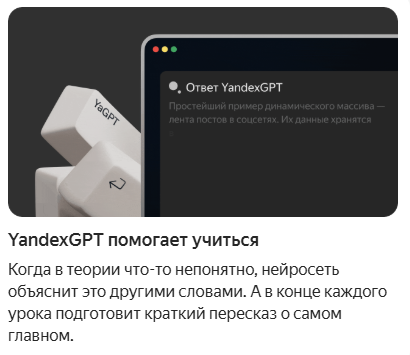 YaGPT
Ответ YandexGPT
Простейший пример динамического массива —
лента постов в соцсетях. Их данные хранятся
в
YandexGPT помогает учиться
Когда в теории что-то непонятно, нейросеть
объяснит это другими словами. А в конце каждого
урока подготовит краткий пересказ о самом
главном.